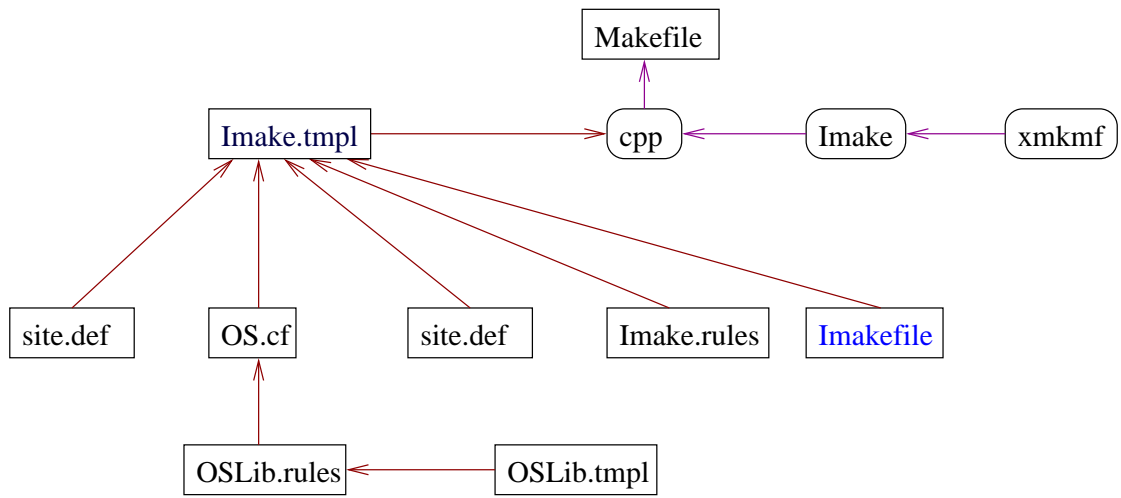 Makefile
Imake.tmpl
cpp
Imake
xmkmf
site.def
OS.cf
site.def
Imake.rules
Imakefile
OSLib.rules
OSLib.tmpl